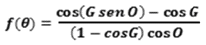 f(θ) = cos(G sen O) − cos G / (1 − cosG) cos O